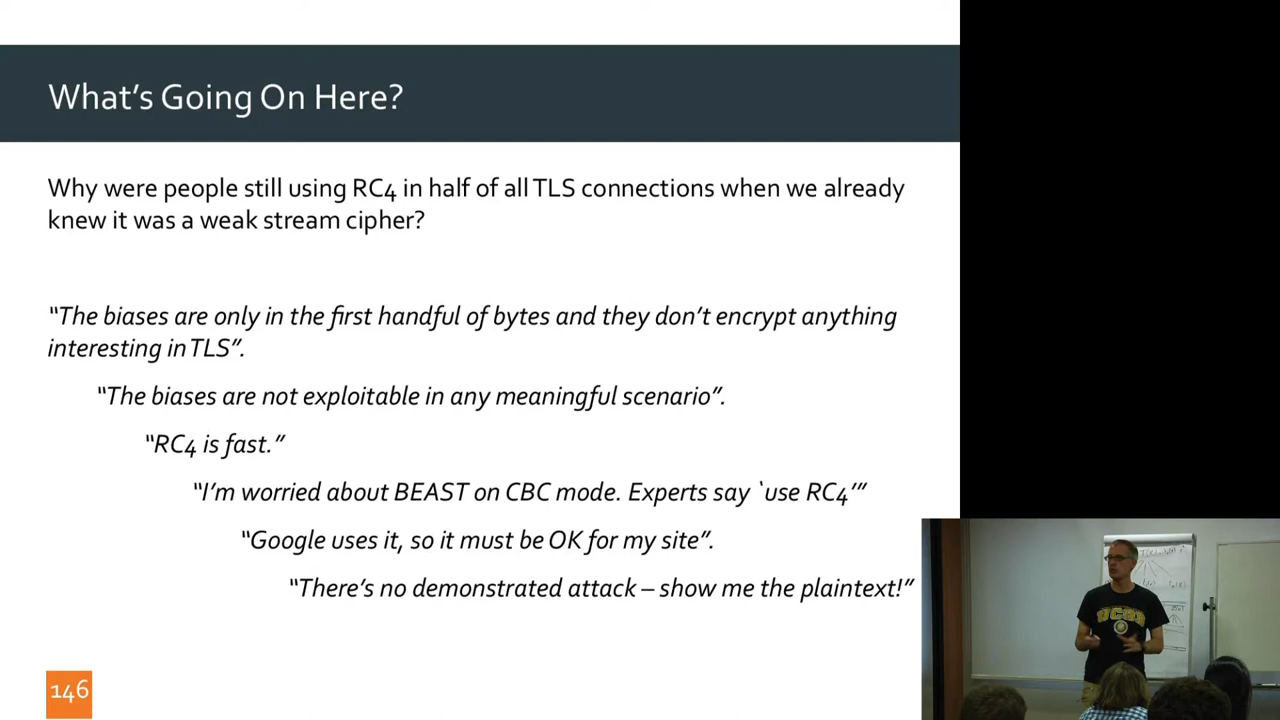 What's Going On Here?
Why were people still using RC4 in half of all TLS connections when we already
knew it was a weak stream cipher?
“The biases are only in the first handful of bytes and they don't encrypt anything
interesting in TLS”.
“The biases are not exploitable in any meaningful scenario”.
“RC4 is fast.”
“I'm worried about BEAST on CBC mode. Experts say `use RC4'”
“Google uses it, so it must be OK for my site”.
“There's no demonstrated attack – show me the plaintext!”
146